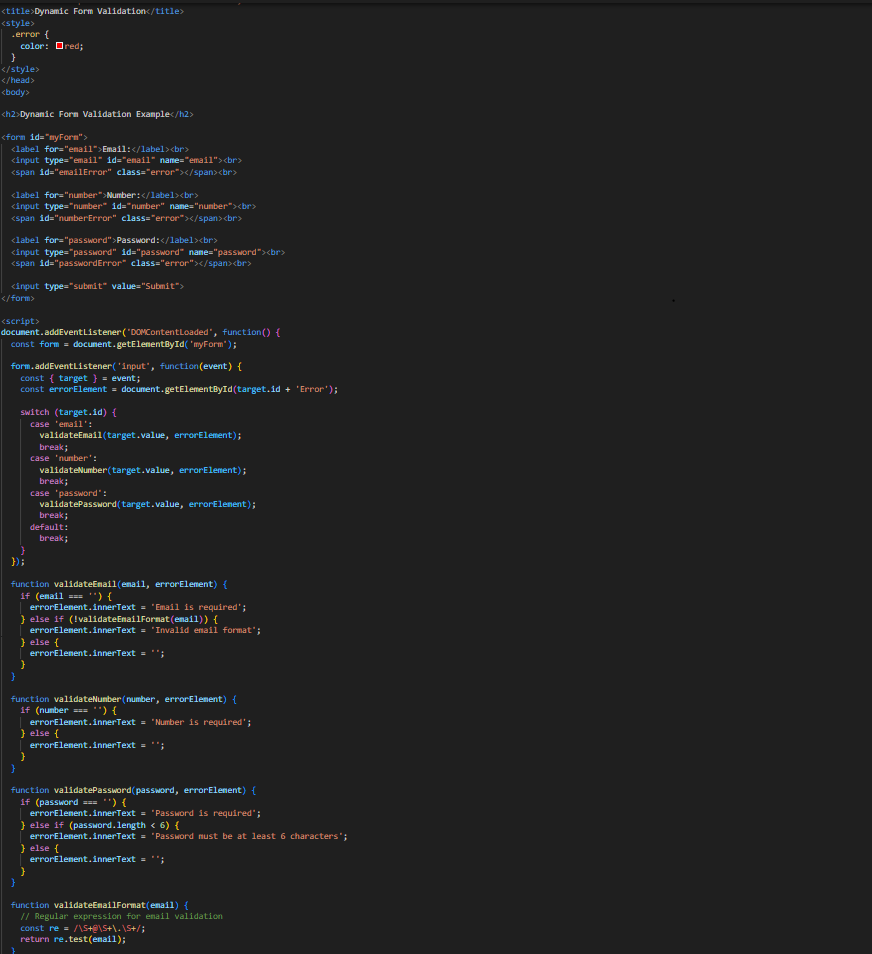 <title>Dynamic Form Validation</title>
<style>
.error {
color: red;
}
</style>
</head>
<body>
<h2>Dynamic Form Validation Example</h2>
<form id="myForm">
<label for="email">Email:</label><br>
<input type="email" id="email" name="email"><br>
<span id="emailError" class="error"></span><br>
<label for="number">Number:</label><br>
<input type="number" id="number" name="number"><br>
<span id="numberError" class="error"></span><br>
<label for="password">Password:</label><br>
<input type="password" id="password" name="password"><br>
<span id="passwordError" class="error"></span><br>
<input type="submit" value="Submit">
</form>
<script>
document.addEventListener('DOMContentLoaded', function() {
const form = document.getElementById('myForm');
form.addEventListener('input', function(event) {
const { target } = event;
const errorElement = document.getElementById(target.id + 'Error');
switch (target.id) {
case 'email':
validateEmail(target.value, errorElement);
break;
case 'number':
validateNumber(target.value, errorElement);
break;
case 'password':
validatePassword(target.value, errorElement);
break;
default:
break;
}
});
function validateEmail(email, errorElement) {
if (email === '') {
errorElement.innerText = 'Email is required';
} else if (!validateEmailFormat(email)) {
errorElement.innerText = 'Invalid email format';
} else {
errorElement.innerText = '';
}
}
function validateNumber(number, errorElement) {
if (number === '') {
errorElement.innerText = 'Number is required';
} else {
errorElement.innerText = '';
}
}
function validatePassword(password, errorElement) {
if (password === '') {
errorElement.innerText = 'Password is required';
} else if (password.length < 6) {
errorElement.innerText = 'Password must be at least 6 characters';
} else {
errorElement.innerText = '';
}
}
function validateEmailFormat(email) {
// Regular expression for email validation
const re = /\S+@\S+\.\S+/;
return re.test(email);
}